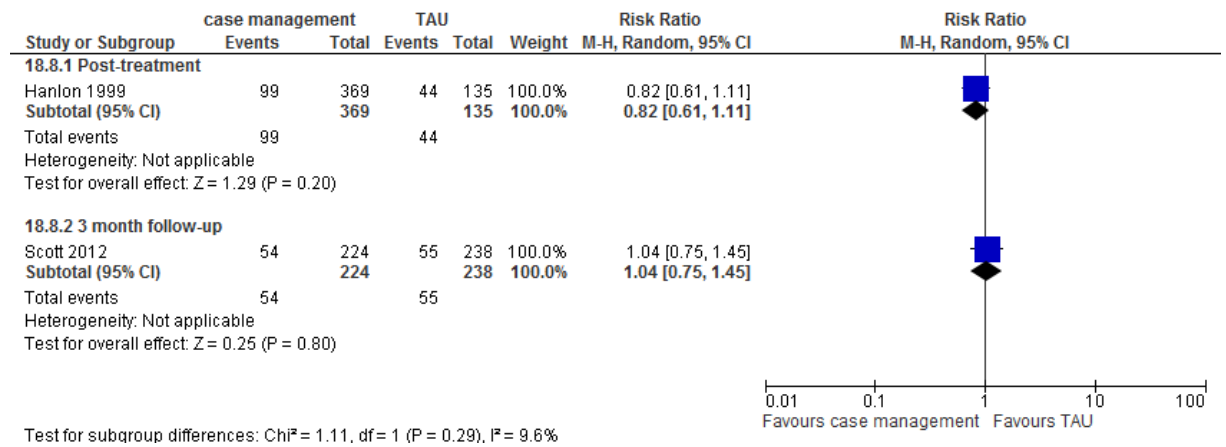 case management TAU Risk Ratio Risk Ratio
Study or Subgroup Events Total Events Total Weight M-H, Random, 95% CI M-H, Random, 95% CI
18.8.1 Post-treatment
Hanlon 1999 99 369 44 135 100.0% 0.82 [0.61, 1.11]
Subtotal (95% CI) 369 135 100.0% 0.82 [0.61, 1.11]
Total events 99 44
Heterogeneity: Not applicable
Test for overall effect: Z = 1.29 (P = 0.20)
18.8.2 3 month follow-up
Scott 2012 54 224 55 238 100.0% 1.04 [0.75, 1.45]
Subtotal (95% CI) 224 238 100.0% 1.04 [0.75, 1.45]
Total events 54 55
Heterogeneity: Not applicable
Test for overall effect: Z = 0.25 (P = 0.80)
0.01 0.1 1 10 100
Favours case management Favours TAU
Test for subgroup differences: Chi² = 1.11, df = 1 (P = 0.29), I² = 9.6%